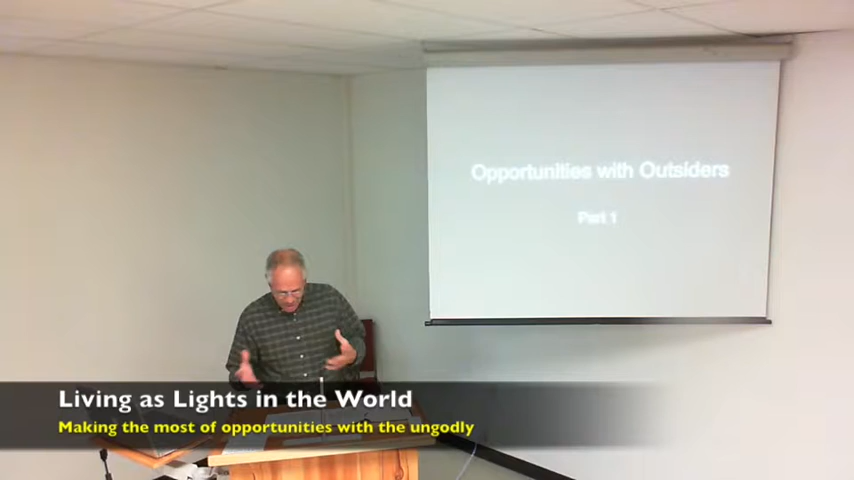 Opportunities with Outsiders
Part 1
Living as Lights in the World
Making the most of opportunities with the ungodly